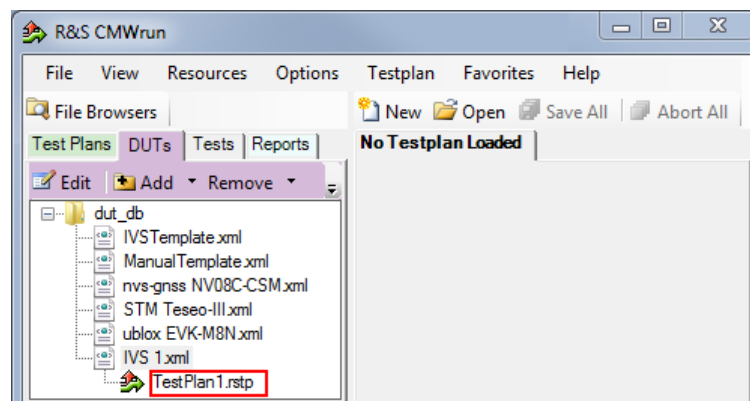 R&S CMWrun
File View Resources Options Testplan Favorites Help
File Browsers
New Open Save All Abort All
Test Plans DUTs Tests Reports
No Testplan Loaded
Edit Add Remove
dut_db
IVSTemplate.xml
ManualTemplate.xml
nvs-gnss NV08C-CSM.xml
STM Teseo-III.xml
ublox EVK-M8N.xml
IVS 1.xml
TestPlan1.rstp